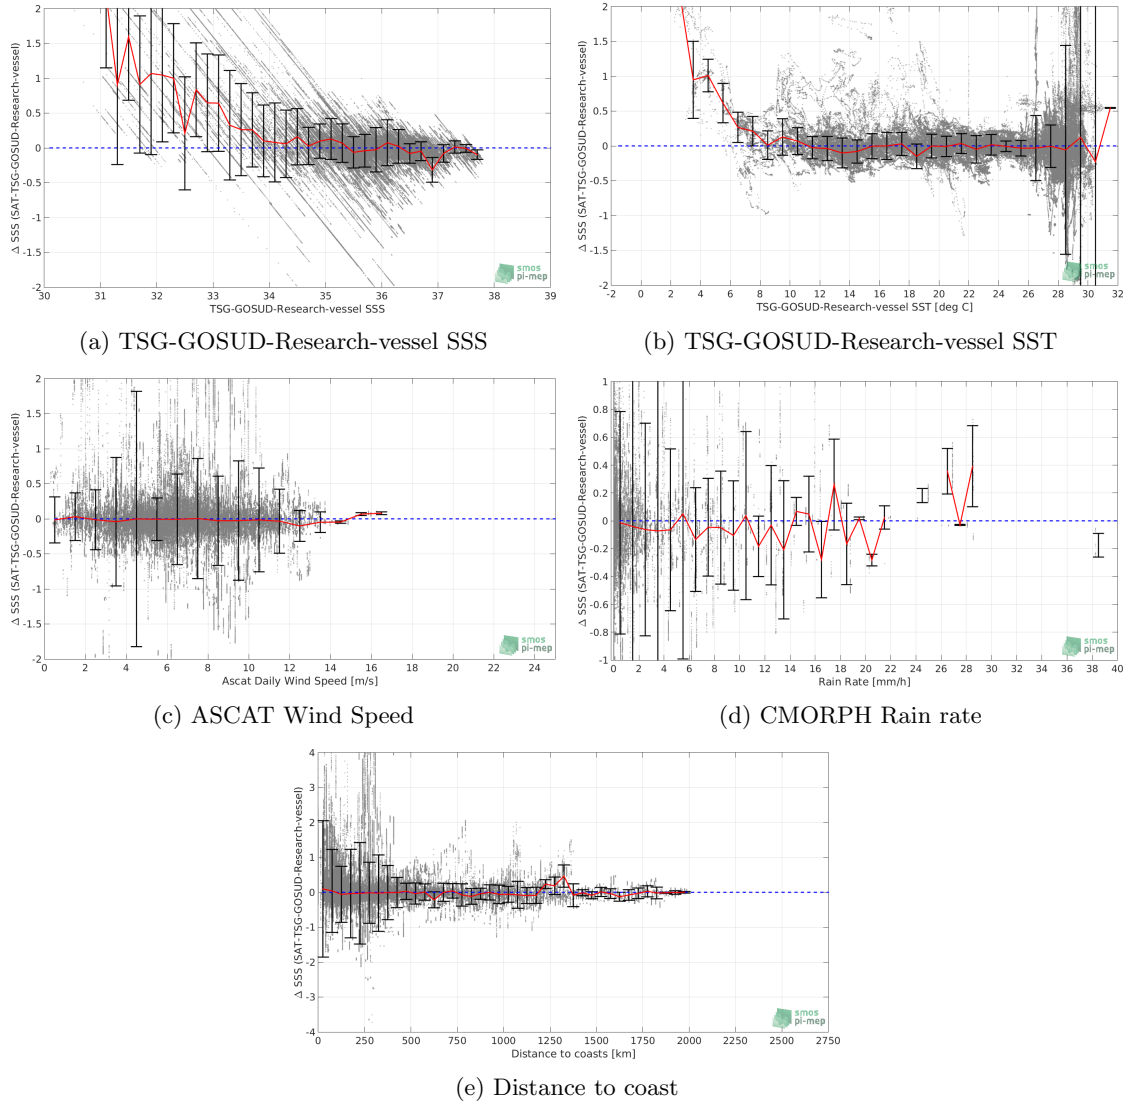 2
1.5
1
0.5
0
-0.5
-1
-1.5
-2
Δ SSS (SAT-TSG-GOSUD-Research-vessel)
30 31 32 33 34 35 36 37 38 39
TSG-GOSUD-Research-vessel SSS
smos
pi-mep
(a) TSG-GOSUD-Research-vessel SSS
2
1.5
1
0.5
0
-0.5
-1
-1.5
-2
Δ SSS (SAT-TSG-GOSUD-Research-vessel)
-2 0 2 4 6 8 10 12 14 16 18 20 22 24 26 28 30 32
TSG-GOSUD-Research-vessel SST [deg C]
smos
pi-mep
(b) TSG-GOSUD-Research-vessel SST
2
1.5
1
0.5
0
-0.5
-1
-1.5
-2
Δ SSS (SAT-TSG-GOSUD-Research-vessel)
0 2 4 6 8 10 12 14 16 18 20 22 24
Ascat Daily Wind Speed [m/s]
smos
pi-mep
(c) ASCAT Wind Speed
1
0.8
0.6
0.4
0.2
0
-0.2
-0.4
-0.6
-0.8
-1
Δ SSS (SAT-TSG-GOSUD-Research-vessel)
0 2 4 6 8 10 12 14 16 18 20 22 24 26 28 30 32 34 36 38 40
Rain Rate [mm/h]
smos
pi-mep
(d) CMORPH Rain rate
4
3
2
1
0
-1
-2
-3
-4
Δ SSS (SAT-TSG-GOSUD-Research-vessel)
0 250 500 750 1000 1250 1500 1750 2000 2250 2500 2750
Distance to coasts [km]
smos
pi-mep
(e) Distance to coast